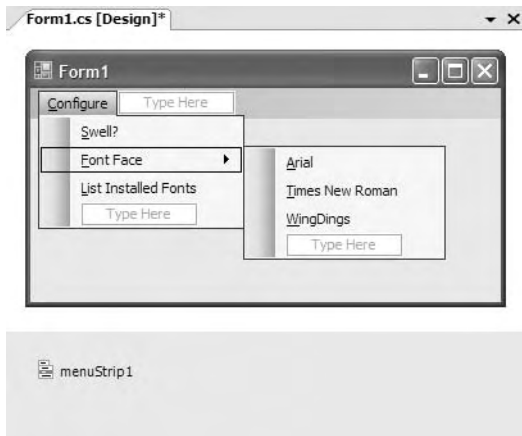 Form1.cs [Design]*
Form1
Configure Type Here
Swell?
Font Face
List Installed Fonts
Type Here
Arial
Times New Roman
WingDings
Type Here
menuStrip1